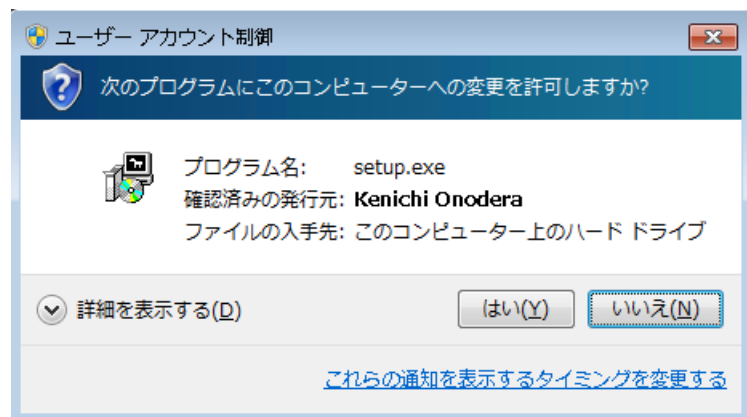 ユーザー アカウント制御
次のプログラムにこのコンピューターへの変更を許可しますか?
プログラム名: setup.exe
確認済みの発行元: Kenichi Onodera
ファイルの入手先: このコンピューター上のハード ドライブ
詳細を表示する(D)
はい(Y) いいえ(N)
これらの通知を表示するタイミングを変更する